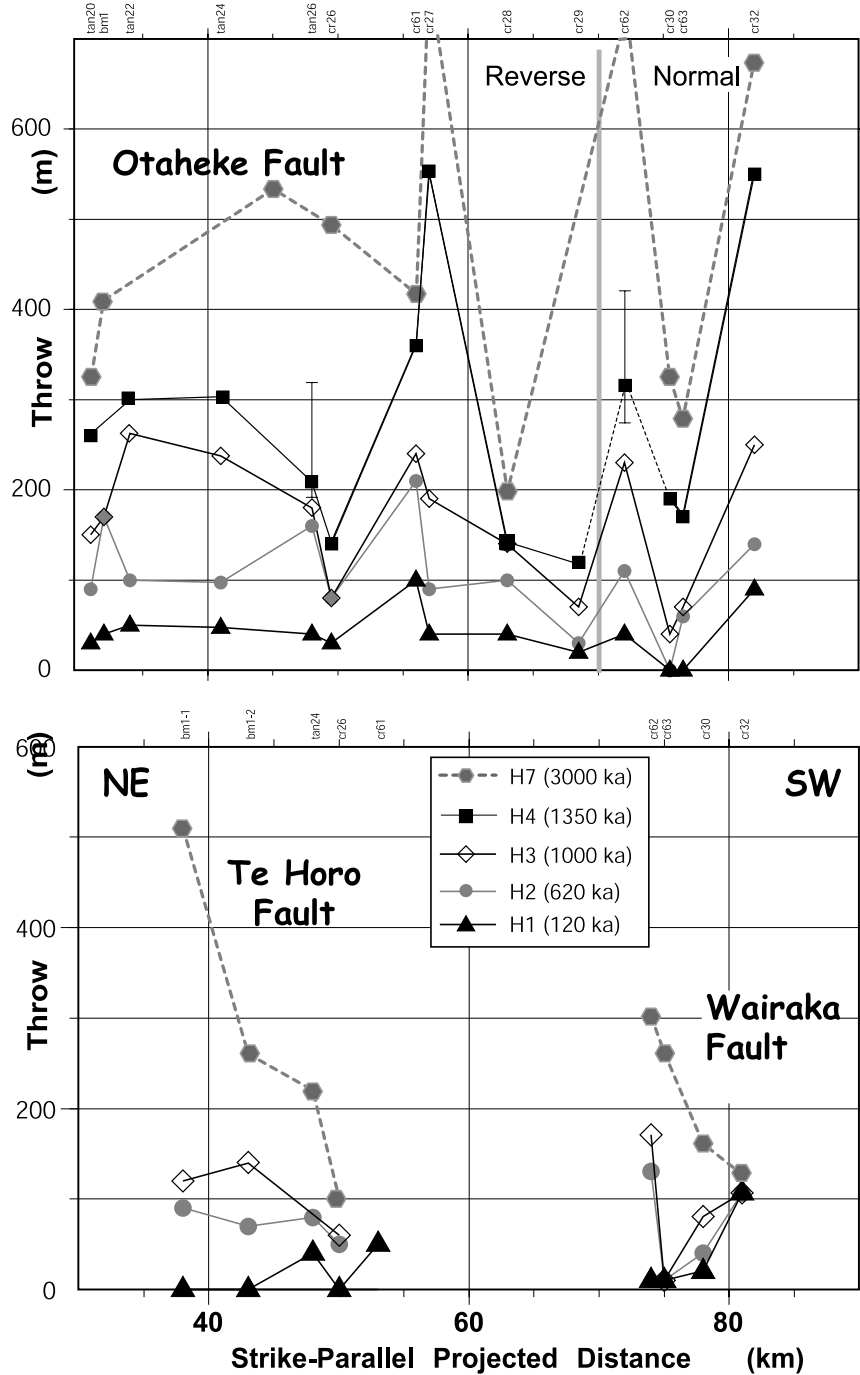 tan20 bm1 tan22 tan24 tan26 cr26 cr61 cr27 cr28 cr29 cr62 cr30 cr63 cr32
Reverse Normal
Otaheke Fault
Throw (m)
600
400
200
0
bm1-1 bm1-2 tan24 cr26 cr61 cr62 cr63 cr30 cr32
NE
SW
H7 (3000 ka)
H4 (1350 ka)
H3 (1000 ka)
H2 (620 ka)
H1 (120 ka)
Te Horo
Fault
Wairaka
Fault
Throw (m)
600
400
200
0
40 60 80
Strike-Parallel Projected Distance (km)